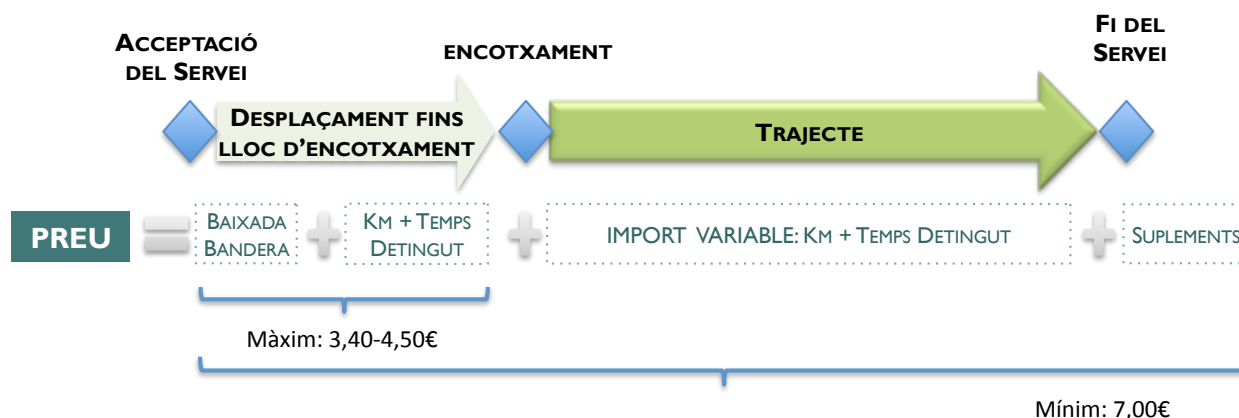 ACCEPTACIÓ
DEL SERVEI
ENCOTXAMENT
FI DEL
SERVEI
DESPLAÇAMENT FINS
LLOC D'ENCOTXAMENT
TRAJECTE
PREU
=
BAIXADA
BANDERA
+
KM + TEMPS
DETINGUT
+
IMPORT VARIABLE: KM + TEMPS DETINGUT
+
SUPLEMENTS
Màxim: 3,40-4,50€
Mínim: 7,00€